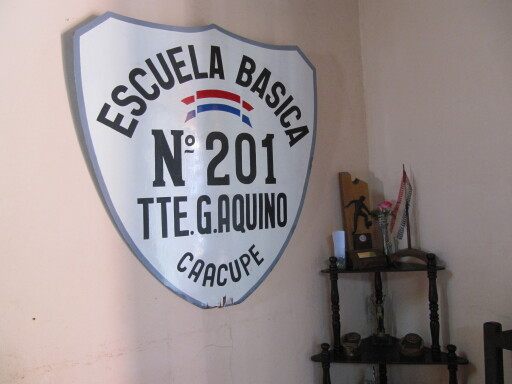 ESCUELA BASICA
Nº 201
TTE.G.AQUINO
CAACUPE